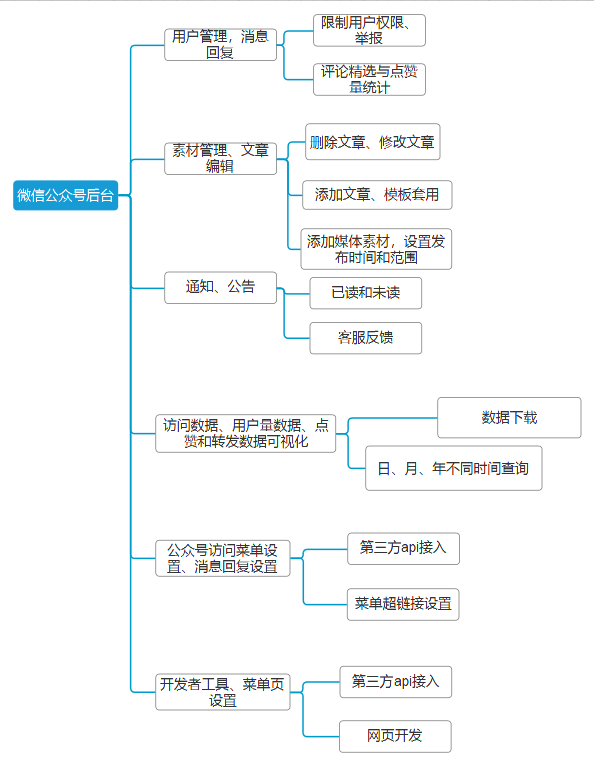 微信公众号后台
用户管理，消息
回复
限制用户权限、
举报
评论精选与点赞
量统计
素材管理、文章
编辑
删除文章、修改文章
添加文章、模板套用
添加媒体素材，设置发
布时间和范围
通知、公告
已读和未读
客服反馈
访问数据、用户量数据、点
赞和转发数据可视化
数据下载
日、月、年不同时间查询
公众号访问菜单设
置、消息回复设置
第三方api接入
菜单超链接设置
开发者工具、菜单页
设置
第三方api接入
网页开发